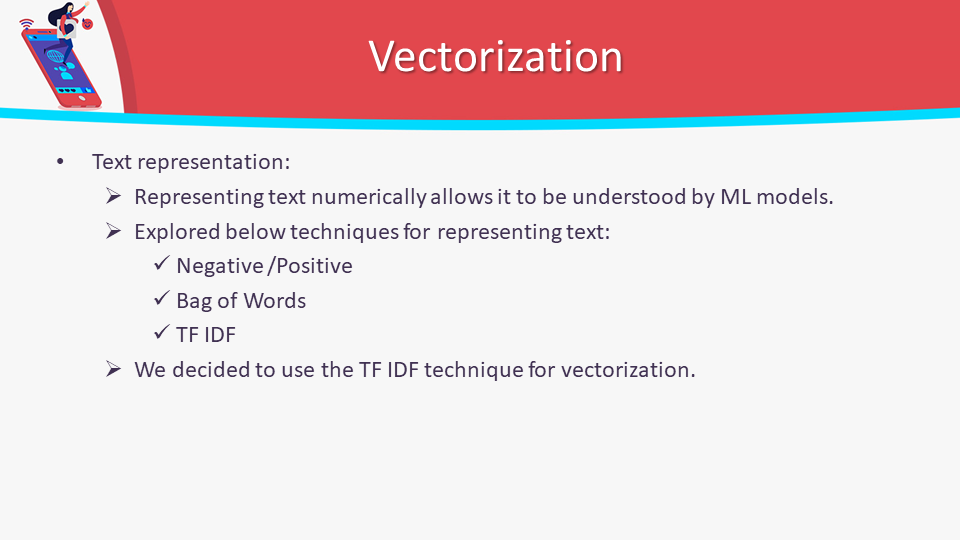 Vectorization
• Text representation:
➢ Representing text numerically allows it to be understood by ML models.
➢ Explored below techniques for representing text:
✓ Negative /Positive
✓ Bag of Words
✓ TF IDF
➢ We decided to use the TF IDF technique for vectorization.